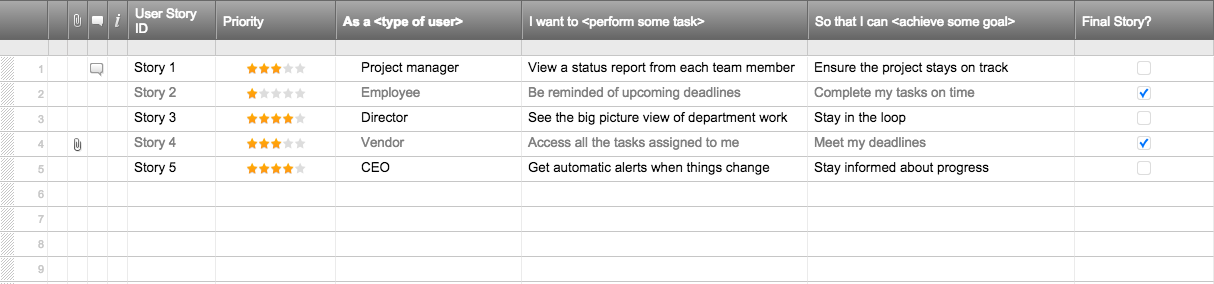 i User Story ID Priority As a <type of user> I want to <perform some task> So that I can <achieve some goal> Final Story?
1 Story 1 Project manager View a status report from each team member Ensure the project stays on track
2 Story 2 Employee Be reminded of upcoming deadlines Complete my tasks on time
3 Story 3 Director See the big picture view of department work Stay in the loop
4 Story 4 Vendor Access all the tasks assigned to me Meet my deadlines
5 Story 5 CEO Get automatic alerts when things change Stay informed about progress
6
7
8
9